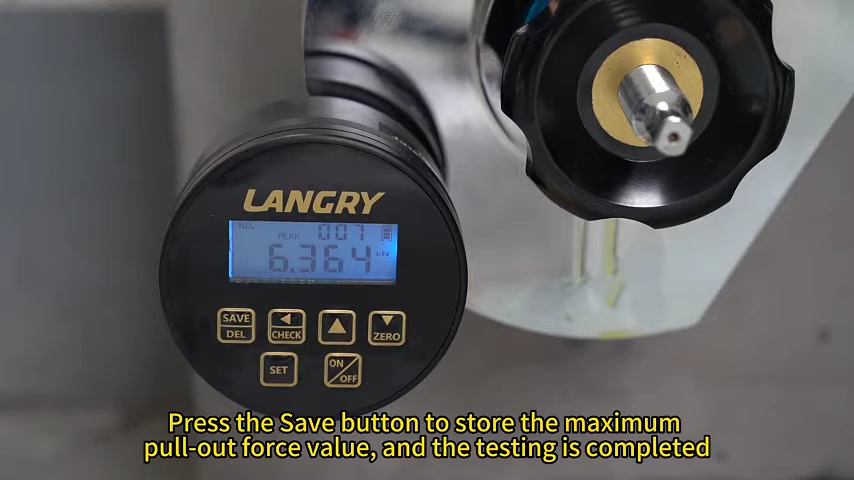 LANGRY
No.
PEAK 007
6.364 kN
SAVE
DEL
CHECK
ZERO
SET
ON
OFF
Press the Save button to store the maximum
pull-out force value, and the testing is completed